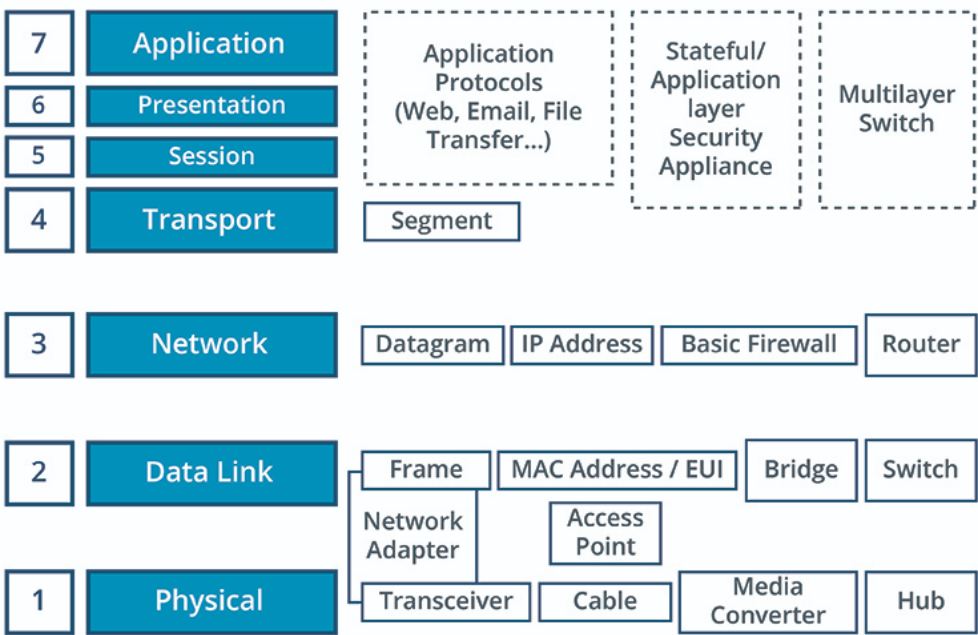 7
Application
6
Presentation
5
Session
4
Transport
Application
Protocols
(Web, Email, File
Transfer...)
Stateful/
Application
layer
Security
Appliance
Multilayer
Switch
Segment
3
Network
Datagram
IP Address
Basic Firewall
Router
2
Data Link
Frame
MAC Address / EUI
Bridge
Switch
Network
Adapter
Access
Point
1
Physical
Transceiver
Cable
Media
Converter
Hub